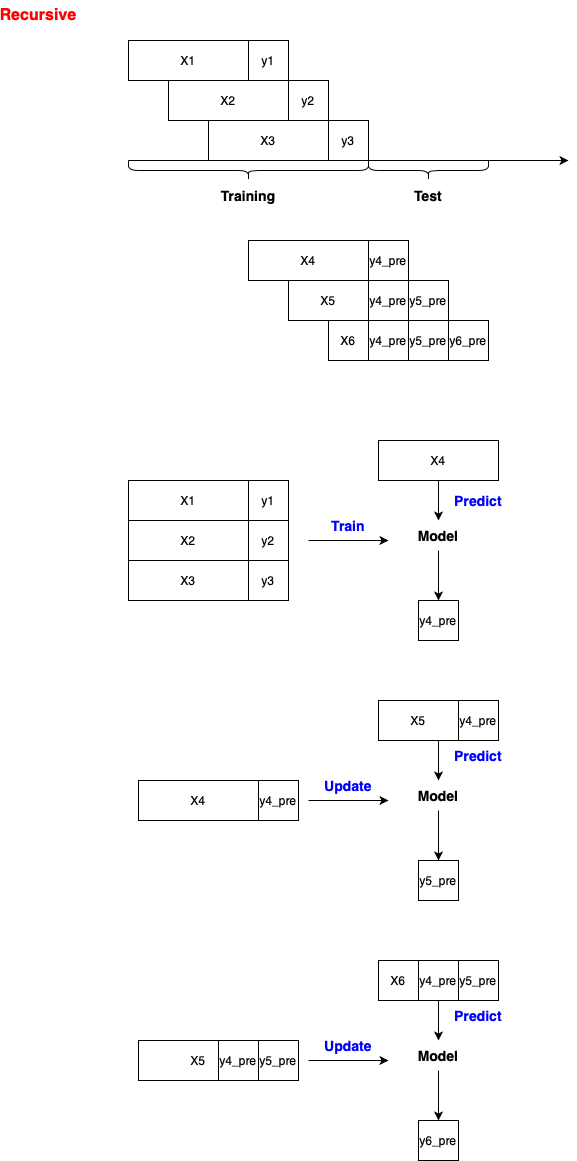 Recursive
X1 y1
X2 y2
X3 y3
Training Test
X4 y4_pre
X5 y4_pre y5_pre
X6 y4_pre y5_pre y6_pre
X4
Predict
X1 y1
X2 y2
X3 y3
Train
Model
y4_pre
X5 y4_pre
Predict
X4 y4_pre
Update
Model
y5_pre
X6 y4_pre y5_pre
Predict
X5 y4_pre y5_pre
Update
Model
y6_pre